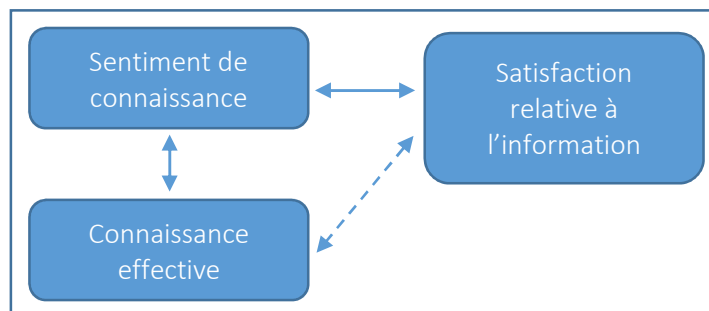 Sentiment de
connaissance
Satisfaction
relative à
l'information
Connaissance
effective